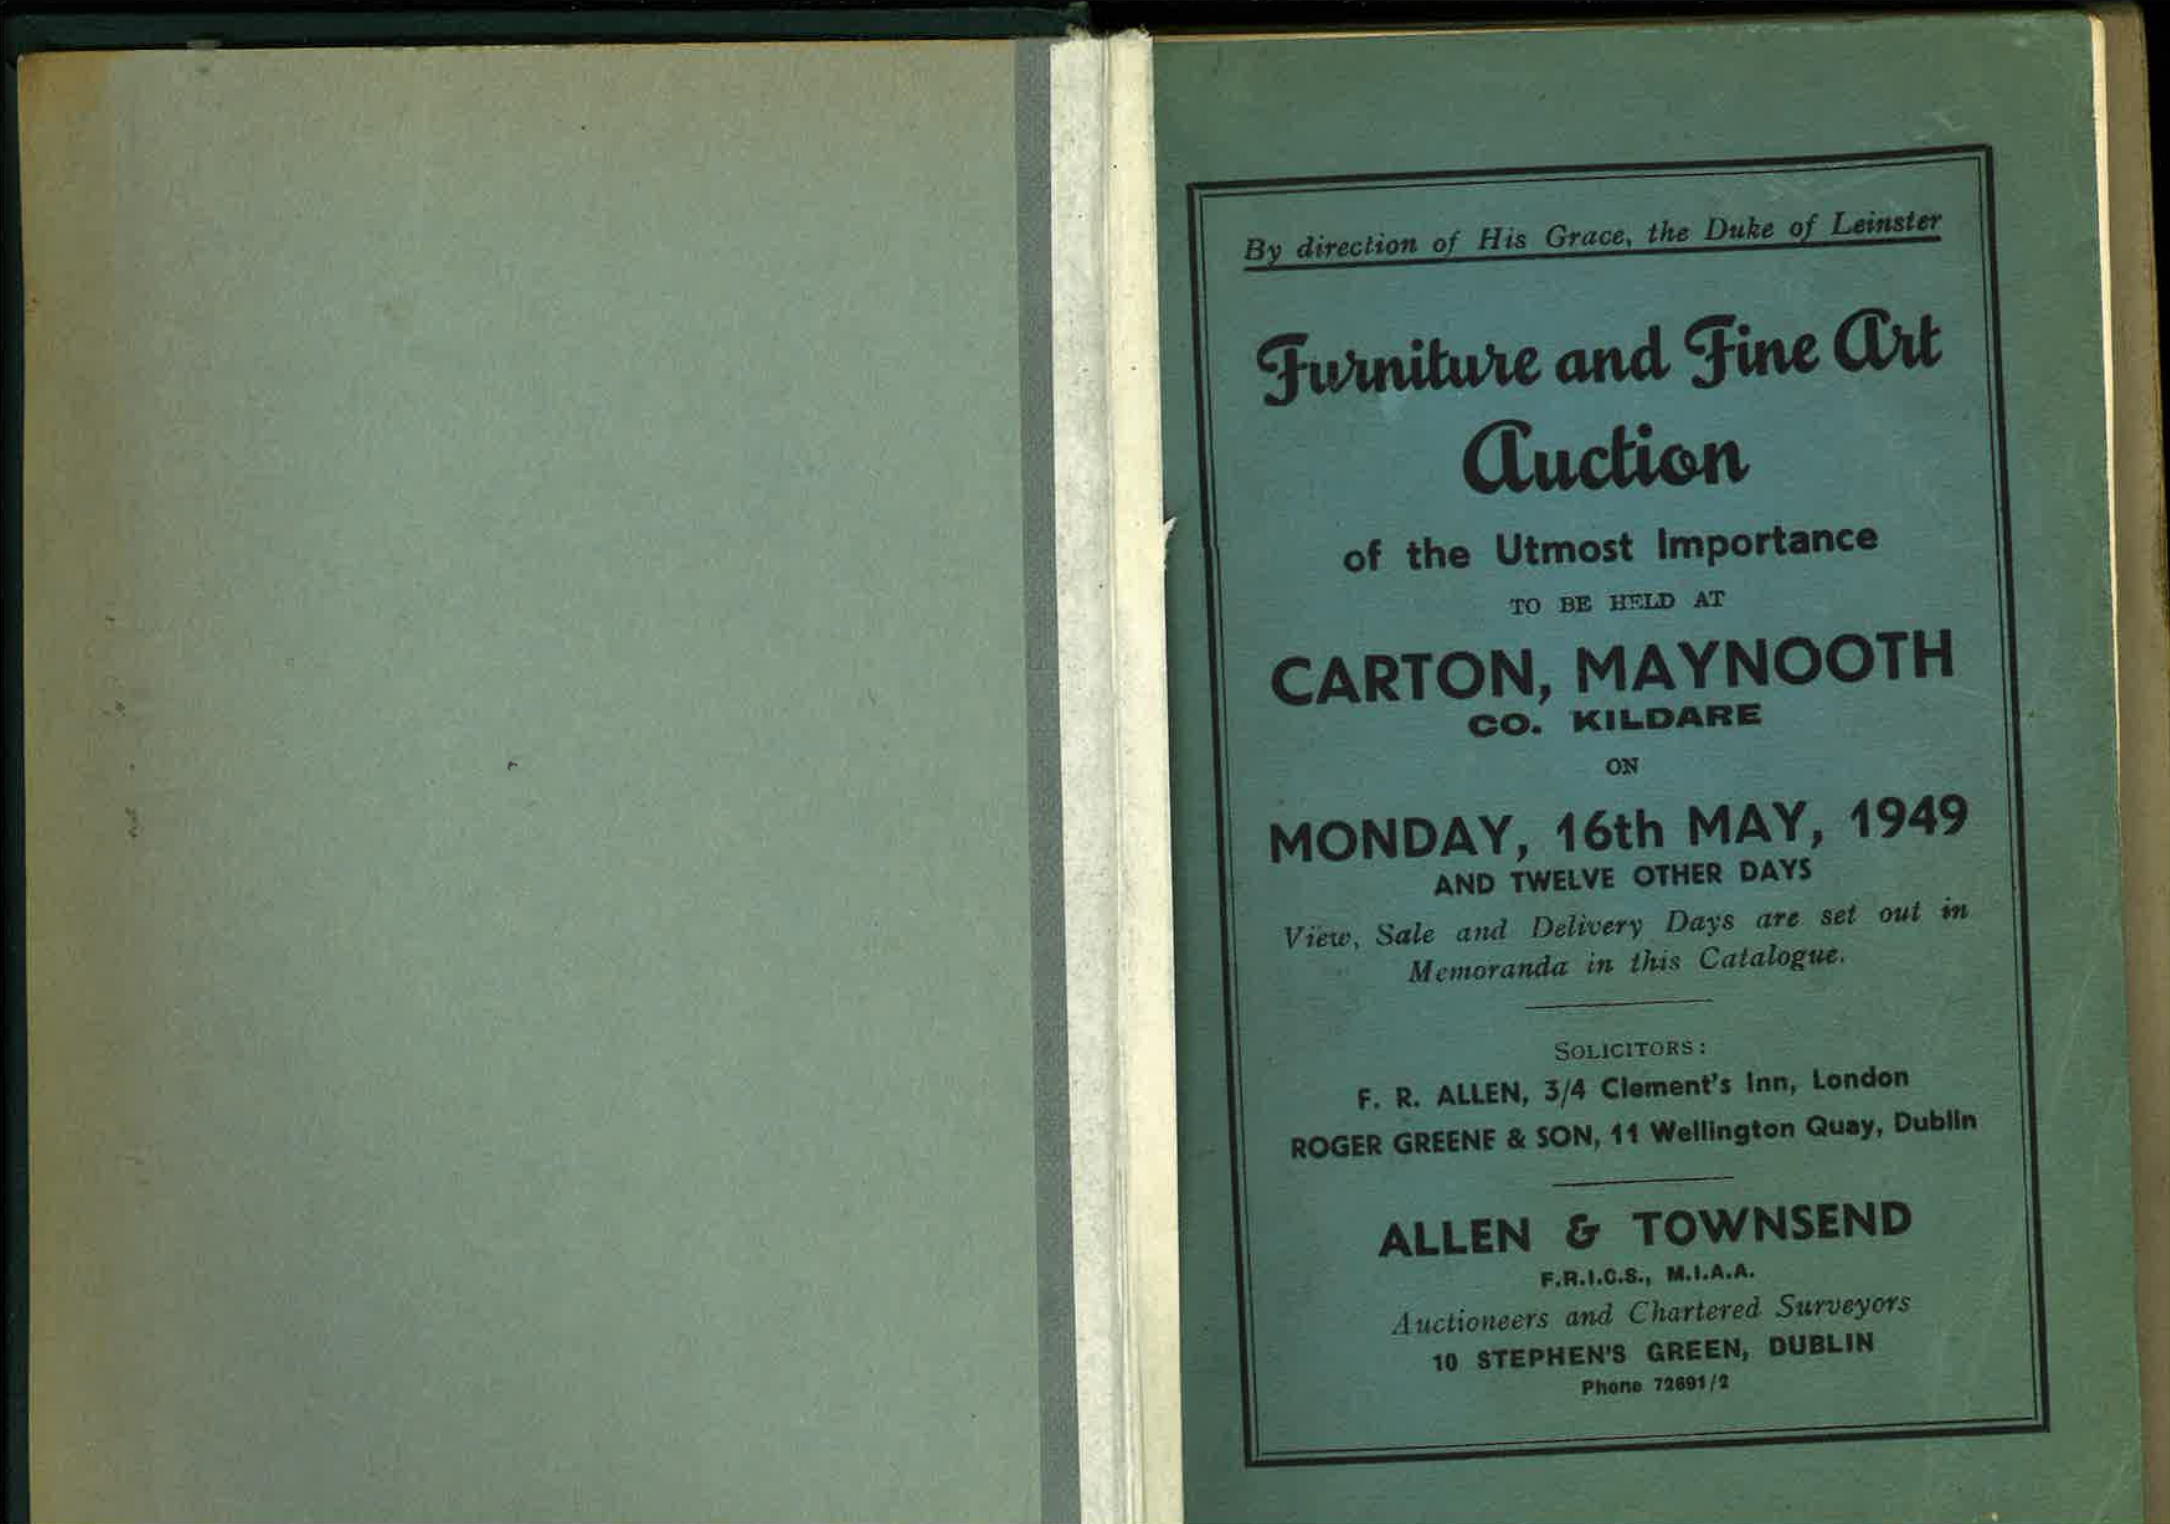 By direction of His Grace, the Duke of Leinster
Furniture and Fine Art
Auction
of the Utmost Importance
TO BE HELD AT
CARTON, MAYNOOTH
CO. KILDARE
ON
MONDAY, 16th MAY, 1949
AND TWELVE OTHER DAYS
View, Sale and Delivery Days are set out in
Memoranda in this Catalogue.
SOLICITORS:
F. R. ALLEN, 3/4 Clement's Inn, London
ROGER GREENE & SON, 11 Wellington Quay, Dublin
ALLEN & TOWNSEND
F.R.I.C.S., M.I.A.A.
Auctioneers and Chartered Surveyors
10 STEPHEN'S GREEN, DUBLIN
Phone 72691/2